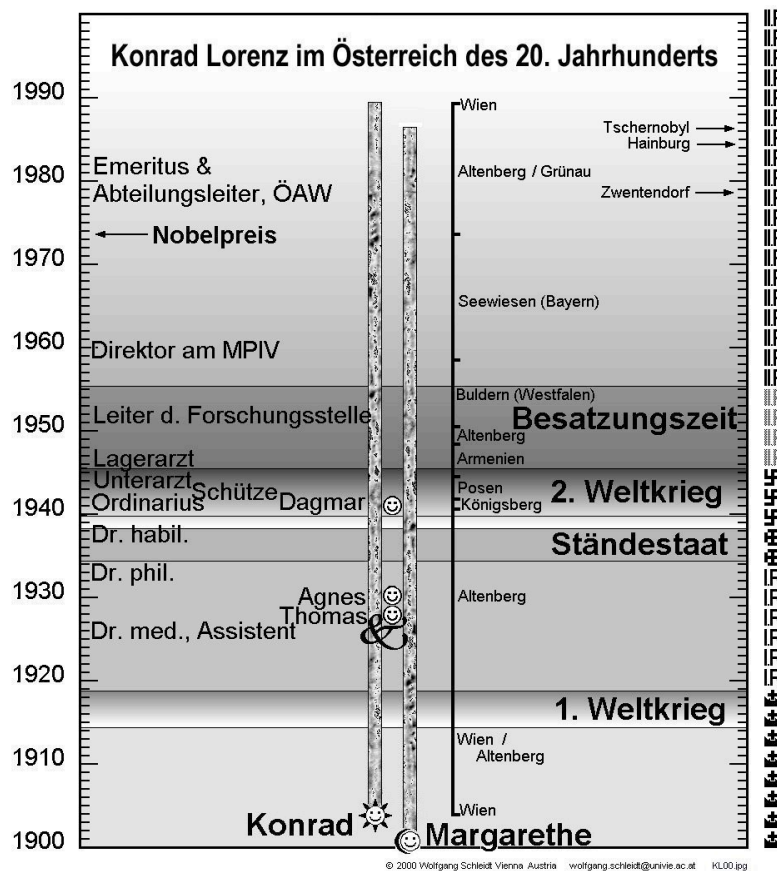 Konrad Lorenz im Österreich des 20. Jahrhunderts
1990
Wien
Tschernobyl
Hainburg
Emeritus &
Abteilungsleiter, ÖAW
1980
Altenberg / Grünau
Zwentendorf
Nobelpreis
1970
Seewiesen (Bayern)
1960
Direktor am MPIV
Buldern (Westfalen)
Leiter d. Forschungsstelle
Besatzungszeit
1950
Altenberg
Lagerarzt
Armenien
Unterarzt
Schütze
Posen
2. Weltkrieg
Ordinarius
Dagmar
Königsberg
1940
Dr. habil.
Ständestaat
Dr. phil.
1930
Agnes
Altenberg
Thomas
&
Dr. med., Assistent
1920
1. Weltkrieg
Wien /
Altenberg
1910
Wien
Konrad
Margarethe
1900
© 2000 Wolfgang Schleidt Vienna Austria wolfgang.schleidt@univie.ac.at KL00.jpg